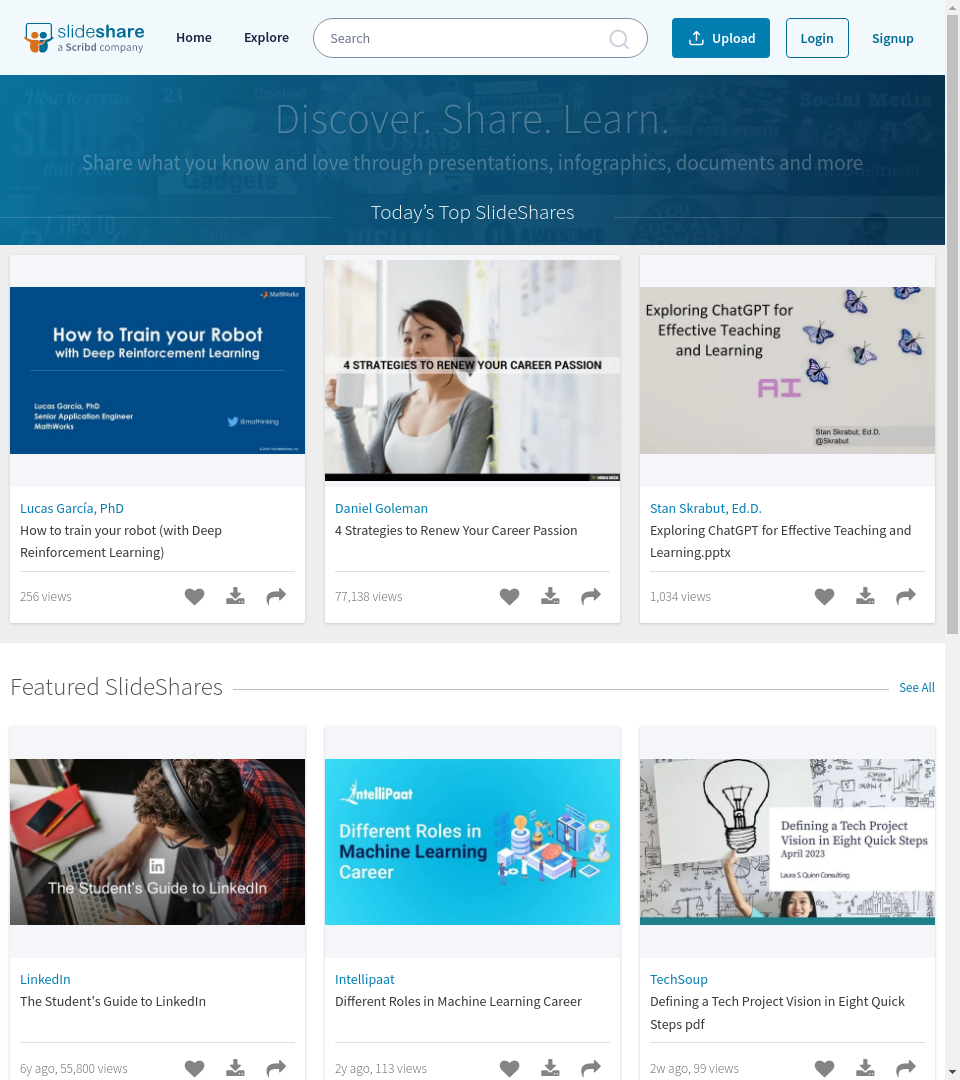 slideshare
a Scribd company
Home
Explore
Search
Upload
Login
Signup
Discover. Share. Learn.
Share what you know and love through presentations, infographics, documents and more
Today's Top SlideShares
MathWorks
How to Train your Robot
with Deep Reinforcement Learning
Lucas García, PhD
Senior Application Engineer
MathWorks
@mathinking
4 STRATEGIES TO RENEW YOUR CAREER PASSION
Exploring ChatGPT for
Effective Teaching
and Learning
AI
Stan Skrabut, Ed.D.
@Skrabut
Lucas García, PhD
How to train your robot (with Deep
Reinforcement Learning)
256 views
Daniel Goleman
4 Strategies to Renew Your Career Passion
77,138 views
Stan Skrabut, Ed.D.
Exploring ChatGPT for Effective Teaching and
Learning.pptx
1,034 views
Featured SlideShares
See All
in
The Student's Guide to LinkedIn
IntelliPaat
Different Roles in
Machine Learning
Career
Defining a Tech Project
Vision in Eight Quick Steps
April 2023
Laura S. Quinn Consulting
LinkedIn
The Student's Guide to LinkedIn
6y ago, 55,800 views
Intellipaat
Different Roles in Machine Learning Career
2y ago, 113 views
TechSoup
Defining a Tech Project Vision in Eight Quick
Steps pdf
2w ago, 99 views